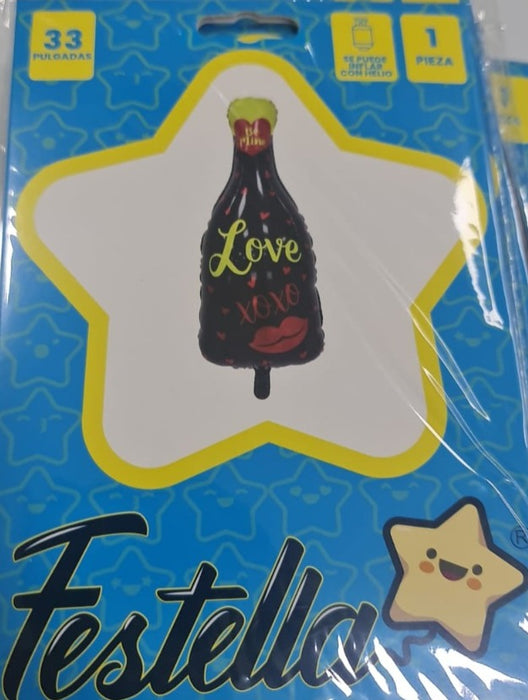 33
PULGADAS
SE PUEDE
INFLAR
CON HELIO
1
PIEZA
Be
Mine
Love
XOXO
Festella
®